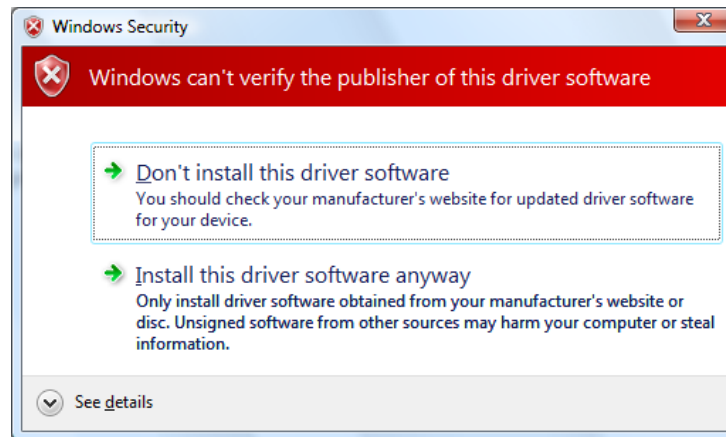 Windows Security
Windows can't verify the publisher of this driver software
Don't install this driver software
You should check your manufacturer's website for updated driver software
for your device.
Install this driver software anyway
Only install driver software obtained from your manufacturer's website or
disc. Unsigned software from other sources may harm your computer or steal
information.
See details